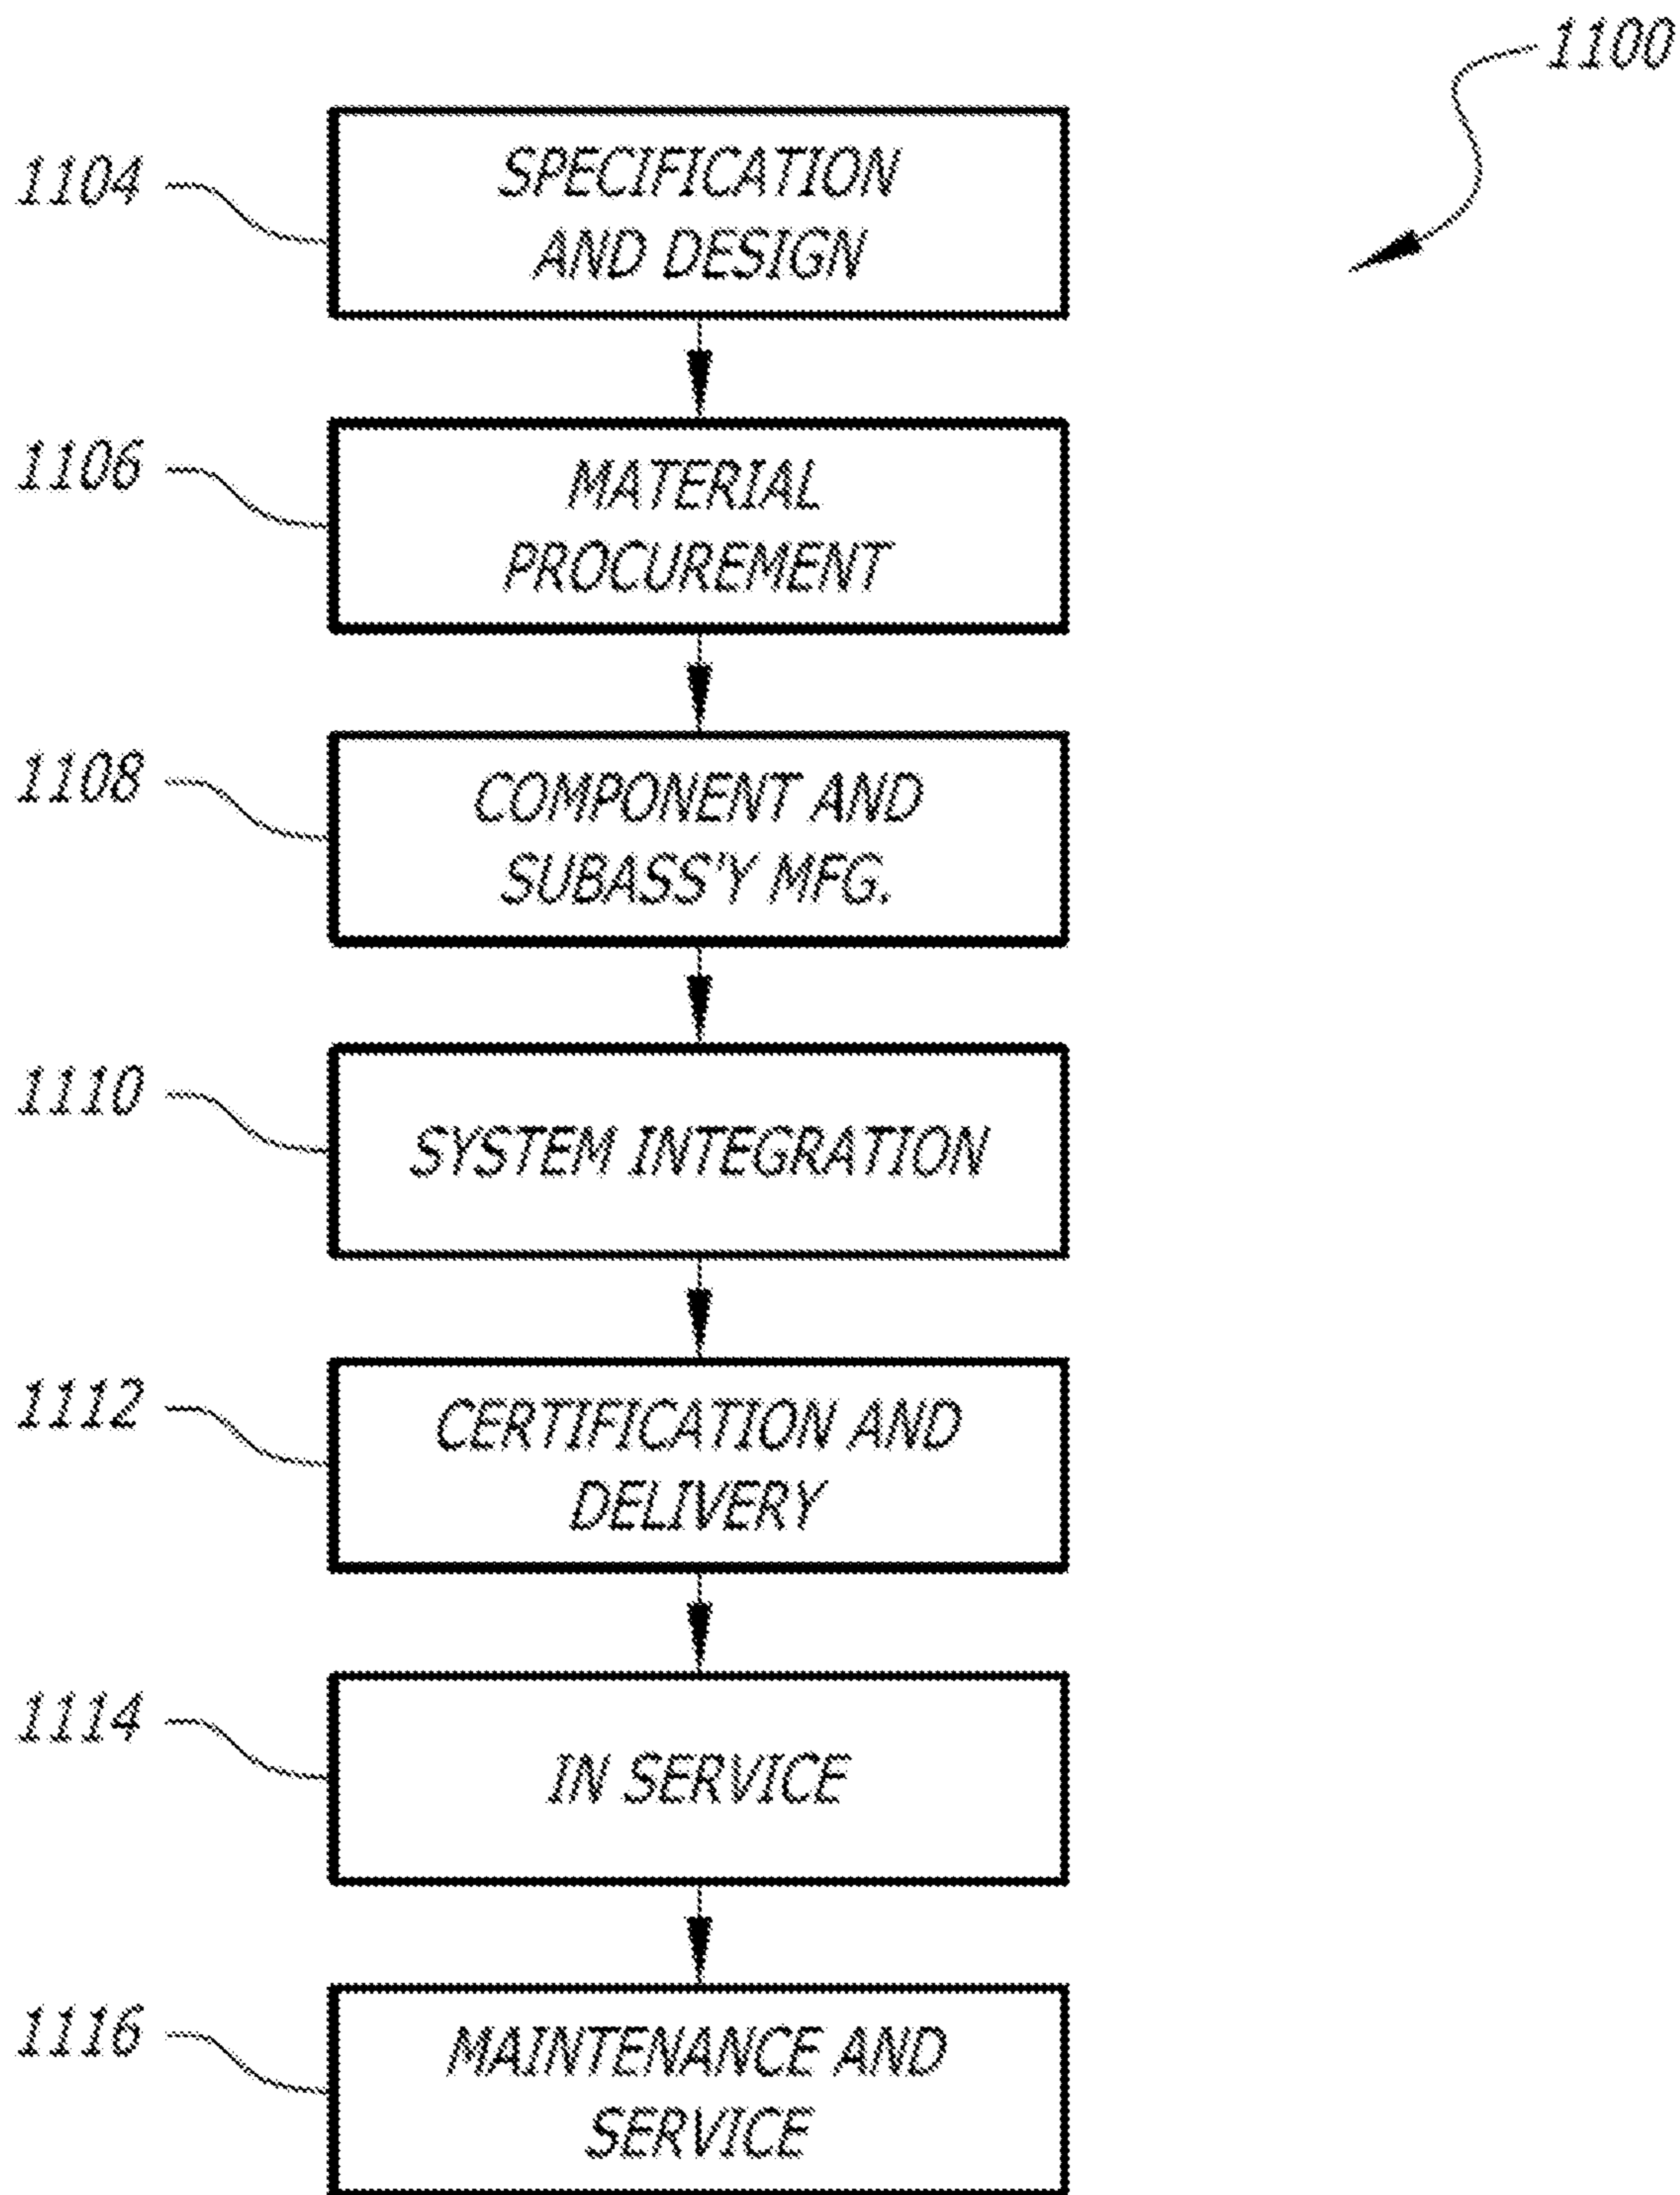 1100
1104
SPECIFICATION
AND DESIGN
1106
MATERIAL
PROCUREMENT
1108
COMPONENT AND
SUBASS'Y MFG.
1110
SYSTEM INTEGRATION
1112
CERTIFICATION AND
DELIVERY
1114
IN SERVICE
1116
MAINTENANCE AND
SERVICE